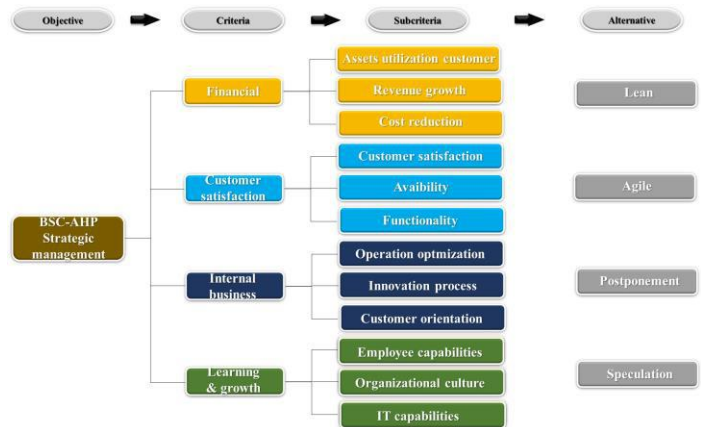 Objective
Criteria
Subcriteria
Alternative
BSC-AHP
Strategic
management
Financial
Assets utilization customer
Revenue growth
Cost reduction
Customer
satisfaction
Customer satisfaction
Avaibility
Functionality
Internal
business
Operation optmization
Innovation process
Customer orientation
Learning
& growth
Employee capabilities
Organizational culture
IT capabilities
Lean
Agile
Postponement
Speculation